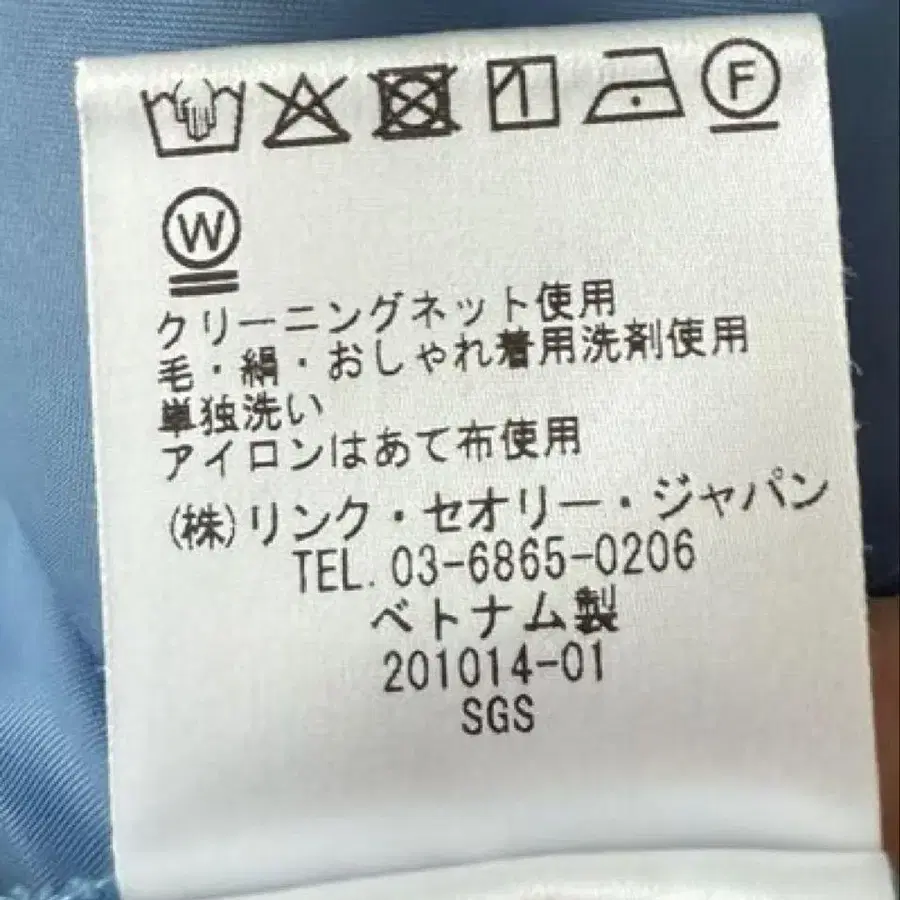 F
W
クリーニングネット使用
毛・絹・おしゃれ着用洗剤使用
単独洗い
アイロンはあて布使用
(株)リンク・セオリー・ジャパン
TEL. 03-6865-0206
ベトナム製
201014-01
SGS